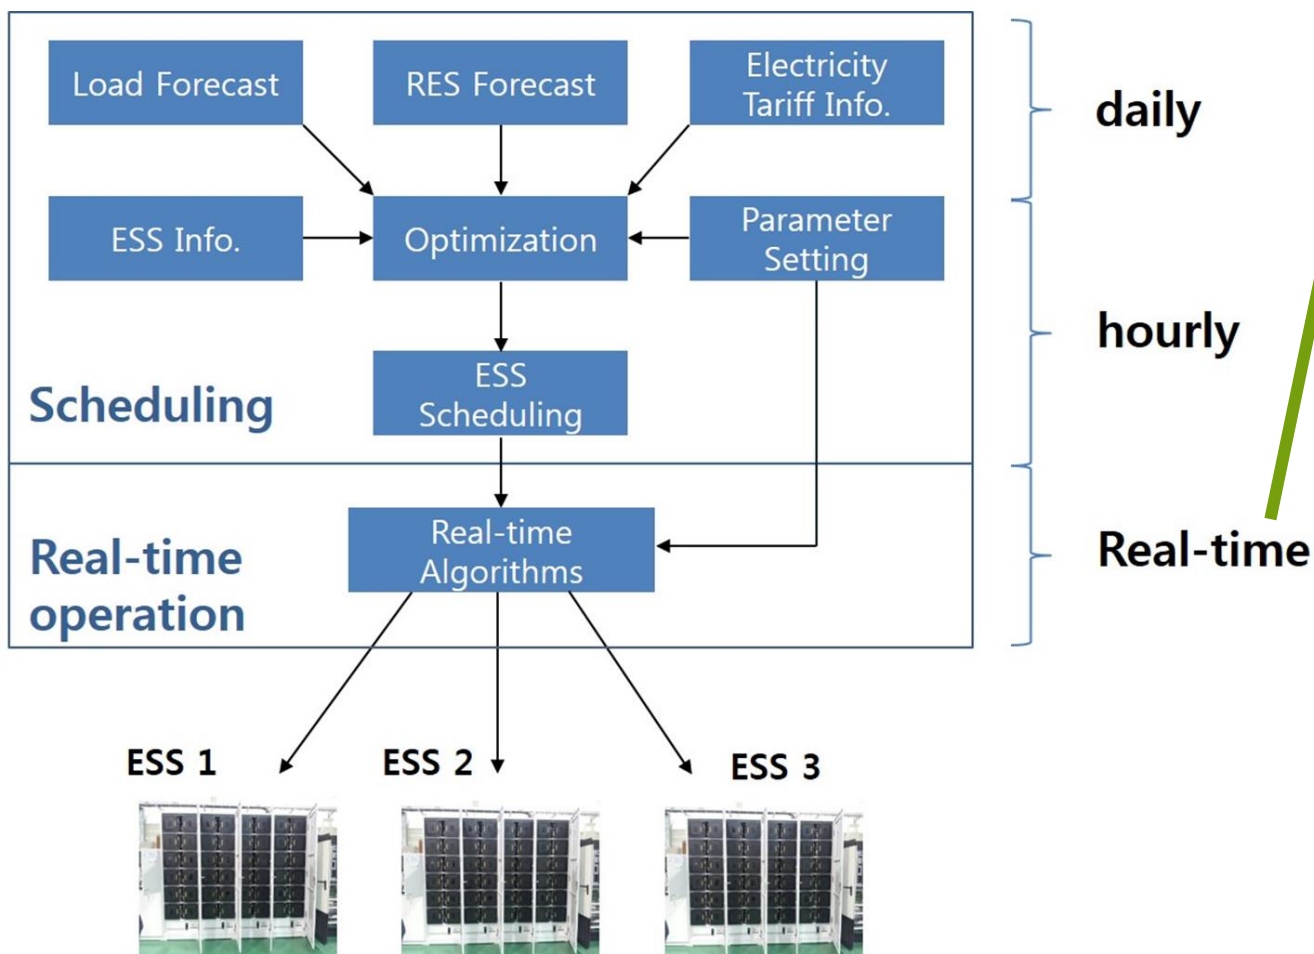 Load Forecast
RES Forecast
Electricity
Tariff Info.
daily
ESS Info.
Optimization
Parameter
Setting
hourly
ESS
Scheduling
Scheduling
Real-time
Algorithms
Real-time
operation
Real-time
ESS 1
ESS 2
ESS 3